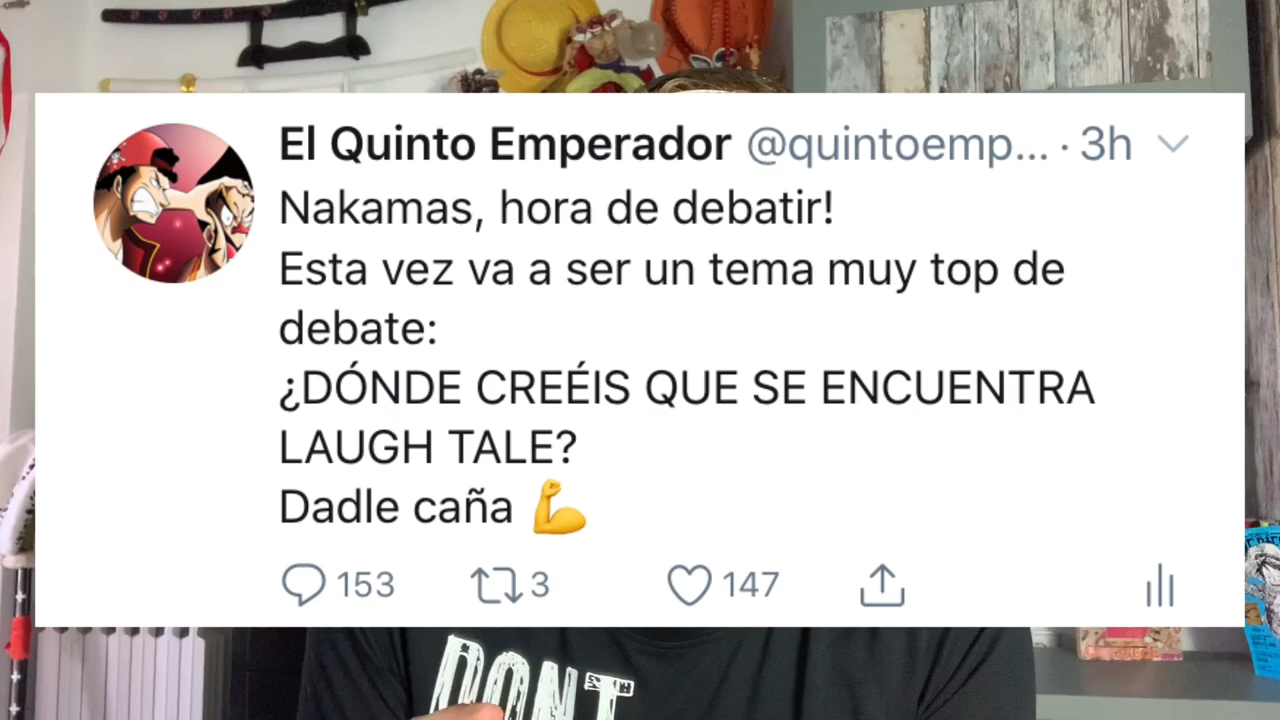 El Quinto Emperador @quintoemp... · 3h
Nakamas, hora de debatir!
Esta vez va a ser un tema muy top de
debate:
¿DÓNDE CREÉIS QUE SE ENCUENTRA
LAUGH TALE?
Dadle caña 💪
153 3 147
DON'T